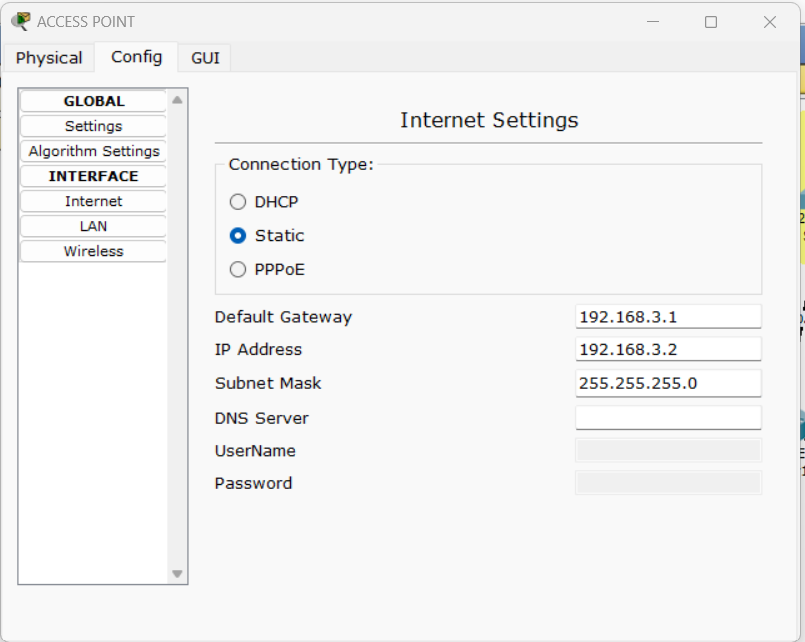 ACCESS POINT
Physical Config GUI
GLOBAL
Settings
Algorithm Settings
INTERFACE
Internet
LAN
Wireless
Internet Settings
Connection Type:
DHCP
Static
PPPoE
Default Gateway 192.168.3.1
IP Address 192.168.3.2
Subnet Mask 255.255.255.0
DNS Server
UserName
Password